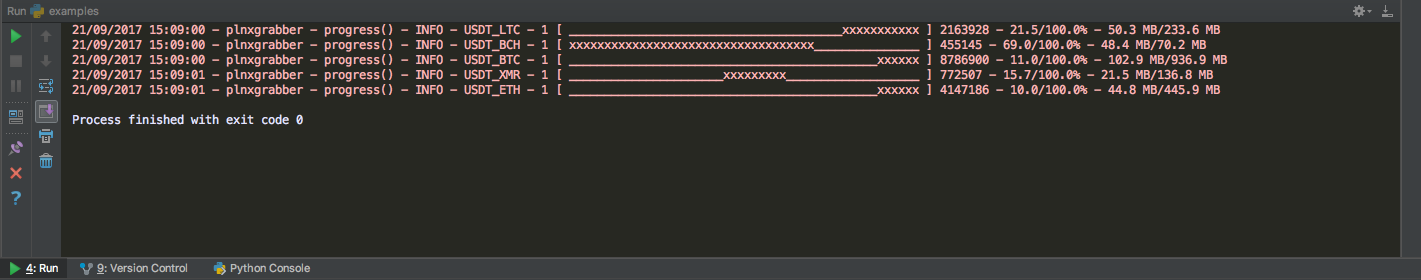 Run examples
21/09/2017 15:09:00 – plnxgrabber – progress() – INFO – USDT_LTC – 1 [ _______________________________________xxxxxxxxxxx ] 2163928 – 21.5/100.0% – 50.3 MB/233.6 MB
21/09/2017 15:09:00 – plnxgrabber – progress() – INFO – USDT_BCH – 1 [ xxxxxxxxxxxxxxxxxxxxxxxxxxxxxxxxxxx_______________ ] 455145 – 69.0/100.0% – 48.4 MB/70.2 MB
21/09/2017 15:09:00 – plnxgrabber – progress() – INFO – USDT_BTC – 1 [ ____________________________________________xxxxxx ] 8786900 – 11.0/100.0% – 102.9 MB/936.9 MB
21/09/2017 15:09:01 – plnxgrabber – progress() – INFO – USDT_XMR – 1 [ ______________________xxxxxxxxx___________________ ] 772507 – 15.7/100.0% – 21.5 MB/136.8 MB
21/09/2017 15:09:01 – plnxgrabber – progress() – INFO – USDT_ETH – 1 [ ____________________________________________xxxxxx ] 4147186 – 10.0/100.0% – 44.8 MB/445.9 MB
Process finished with exit code 0
4: Run 9: Version Control Python Console